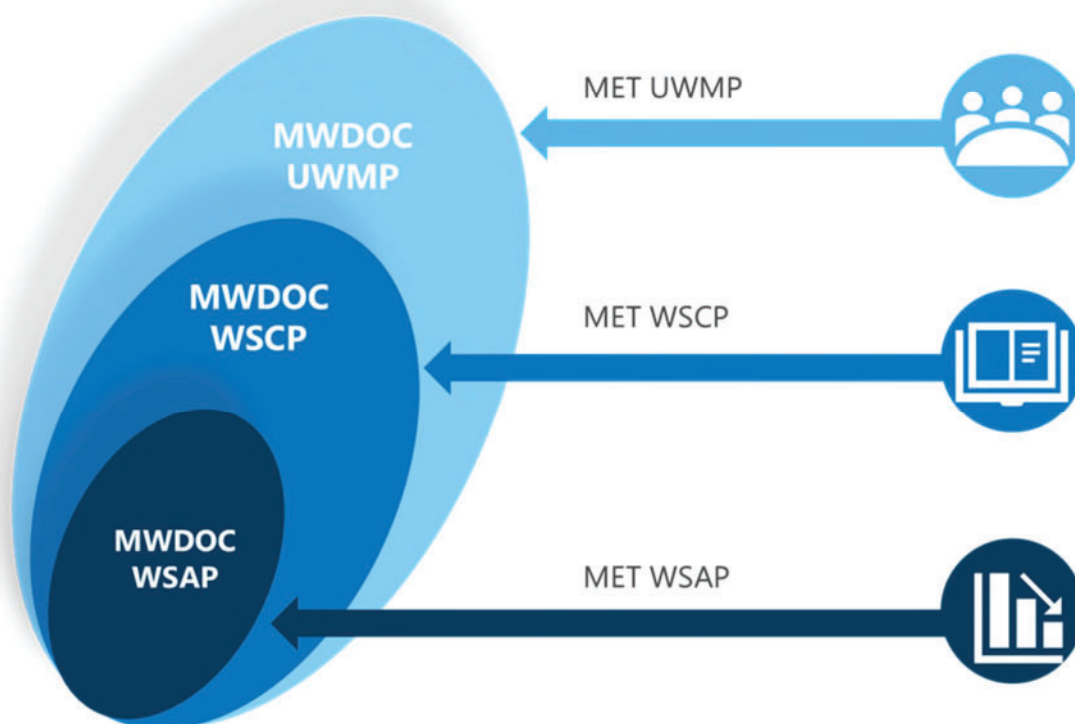 MWDOC
UWMP
MET UWMP
MWDOC
WSCP
MET WSCP
MWDOC
WSAP
MET WSAP